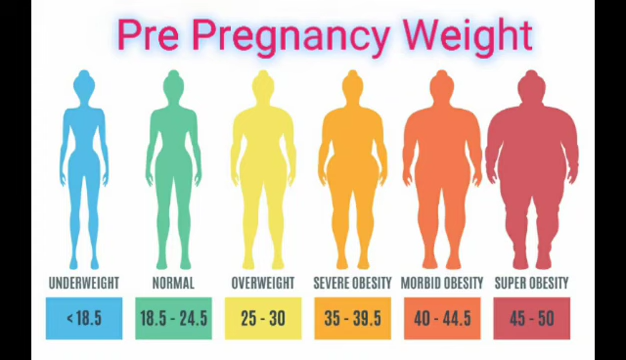 Pre Pregnancy Weight
UNDERWEIGHT NORMAL OVERWEIGHT SEVERE OBESITY MORBID OBESITY SUPER OBESITY
< 18.5 18.5 - 24.5 25 - 30 35 - 39.5 40 - 44.5 45 - 50